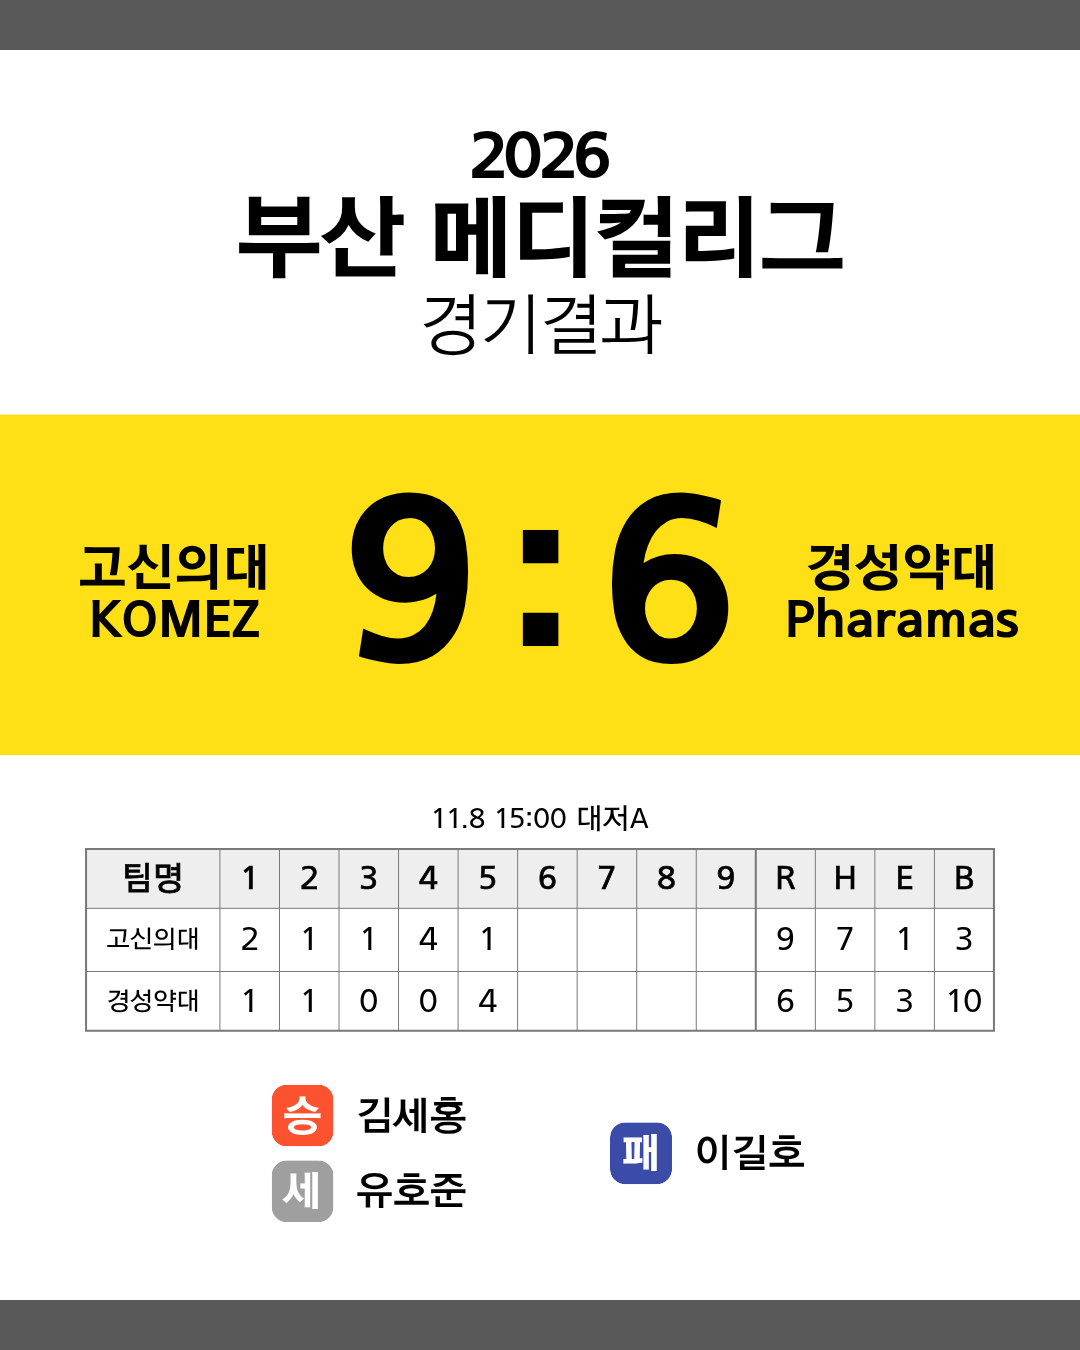 2026
부산 메디컬리그
경기결과
고신의대
KOMEZ
9 : 6
경성약대
Pharamas
11.8 15:00 대저A
팀명 1 2 3 4 5 6 7 8 9 R H E B
고신의대 2 1 1 4 1 9 7 1 3
경성약대 1 1 0 0 4 6 5 3 10
승 김세홍
세 유호준
패 이길호